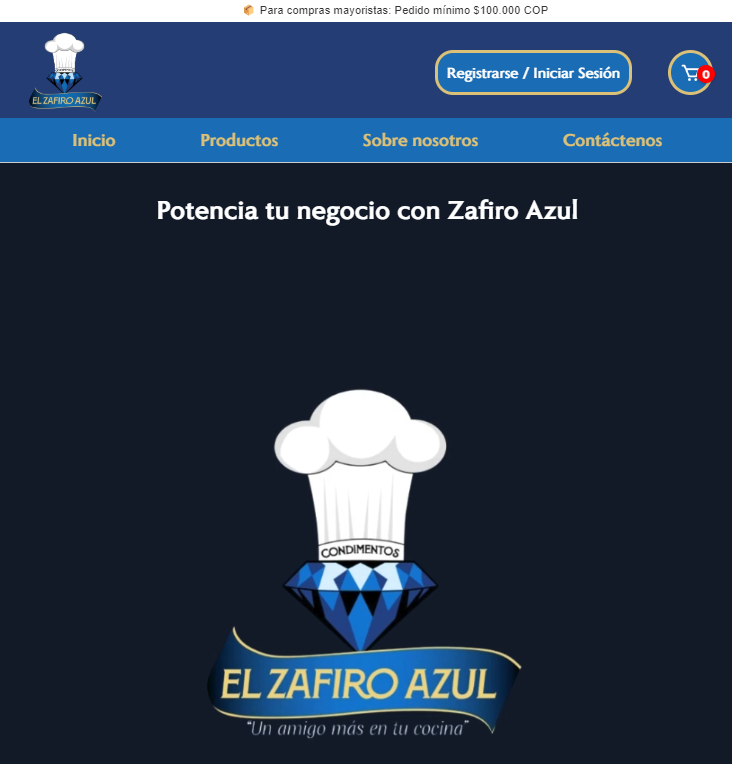 Para compras mayoristas: Pedido mínimo $100.000 COP
EL ZAFIRO AZUL
Registrarse / Iniciar Sesión
0
Inicio Productos Sobre nosotros Contáctenos
Potencia tu negocio con Zafiro Azul
CONDIMENTOS
EL ZAFIRO AZUL
"Un amigo más en tu cocina"